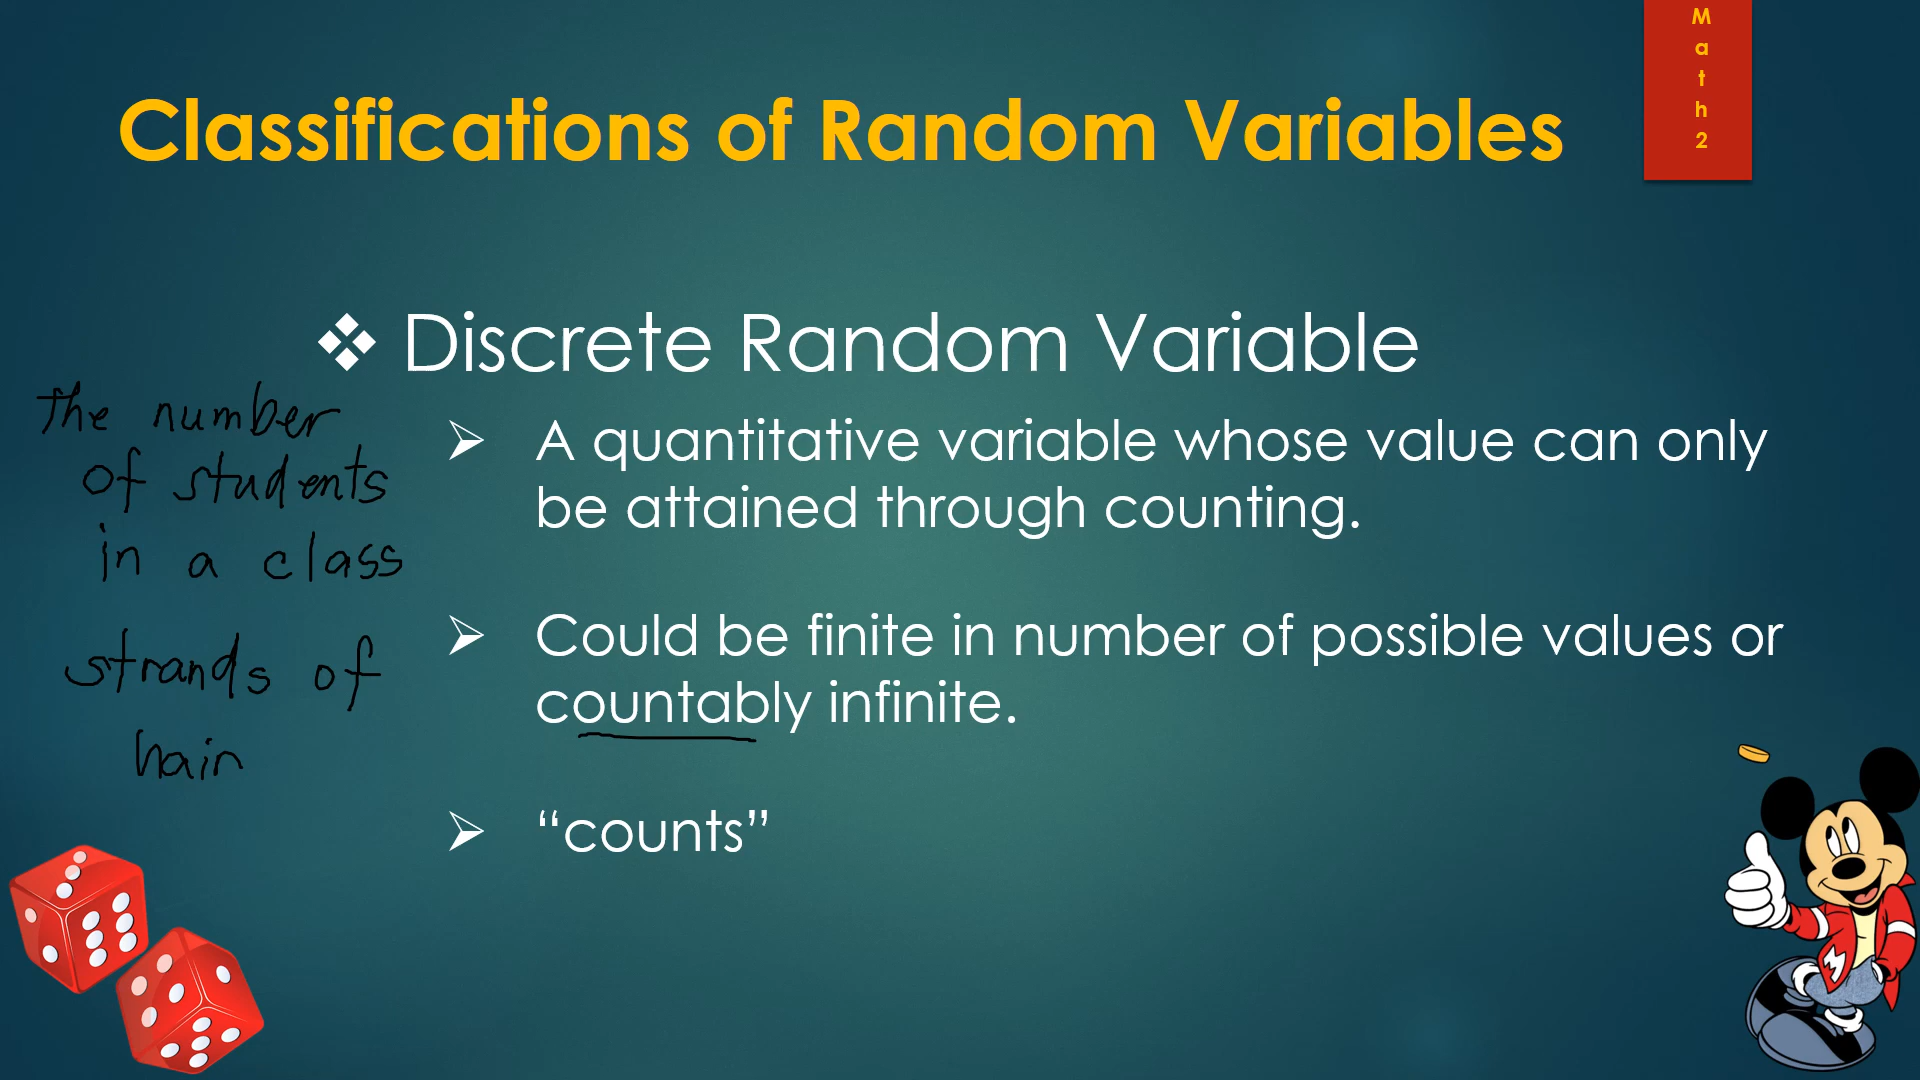 M
a
t
h
2
Classifications of Random Variables
❖ Discrete Random Variable
➢ A quantitative variable whose value can only
be attained through counting.
➢ Could be finite in number of possible values or
countably infinite.
➢ “counts”
the number
of students
in a class
strands of
hair